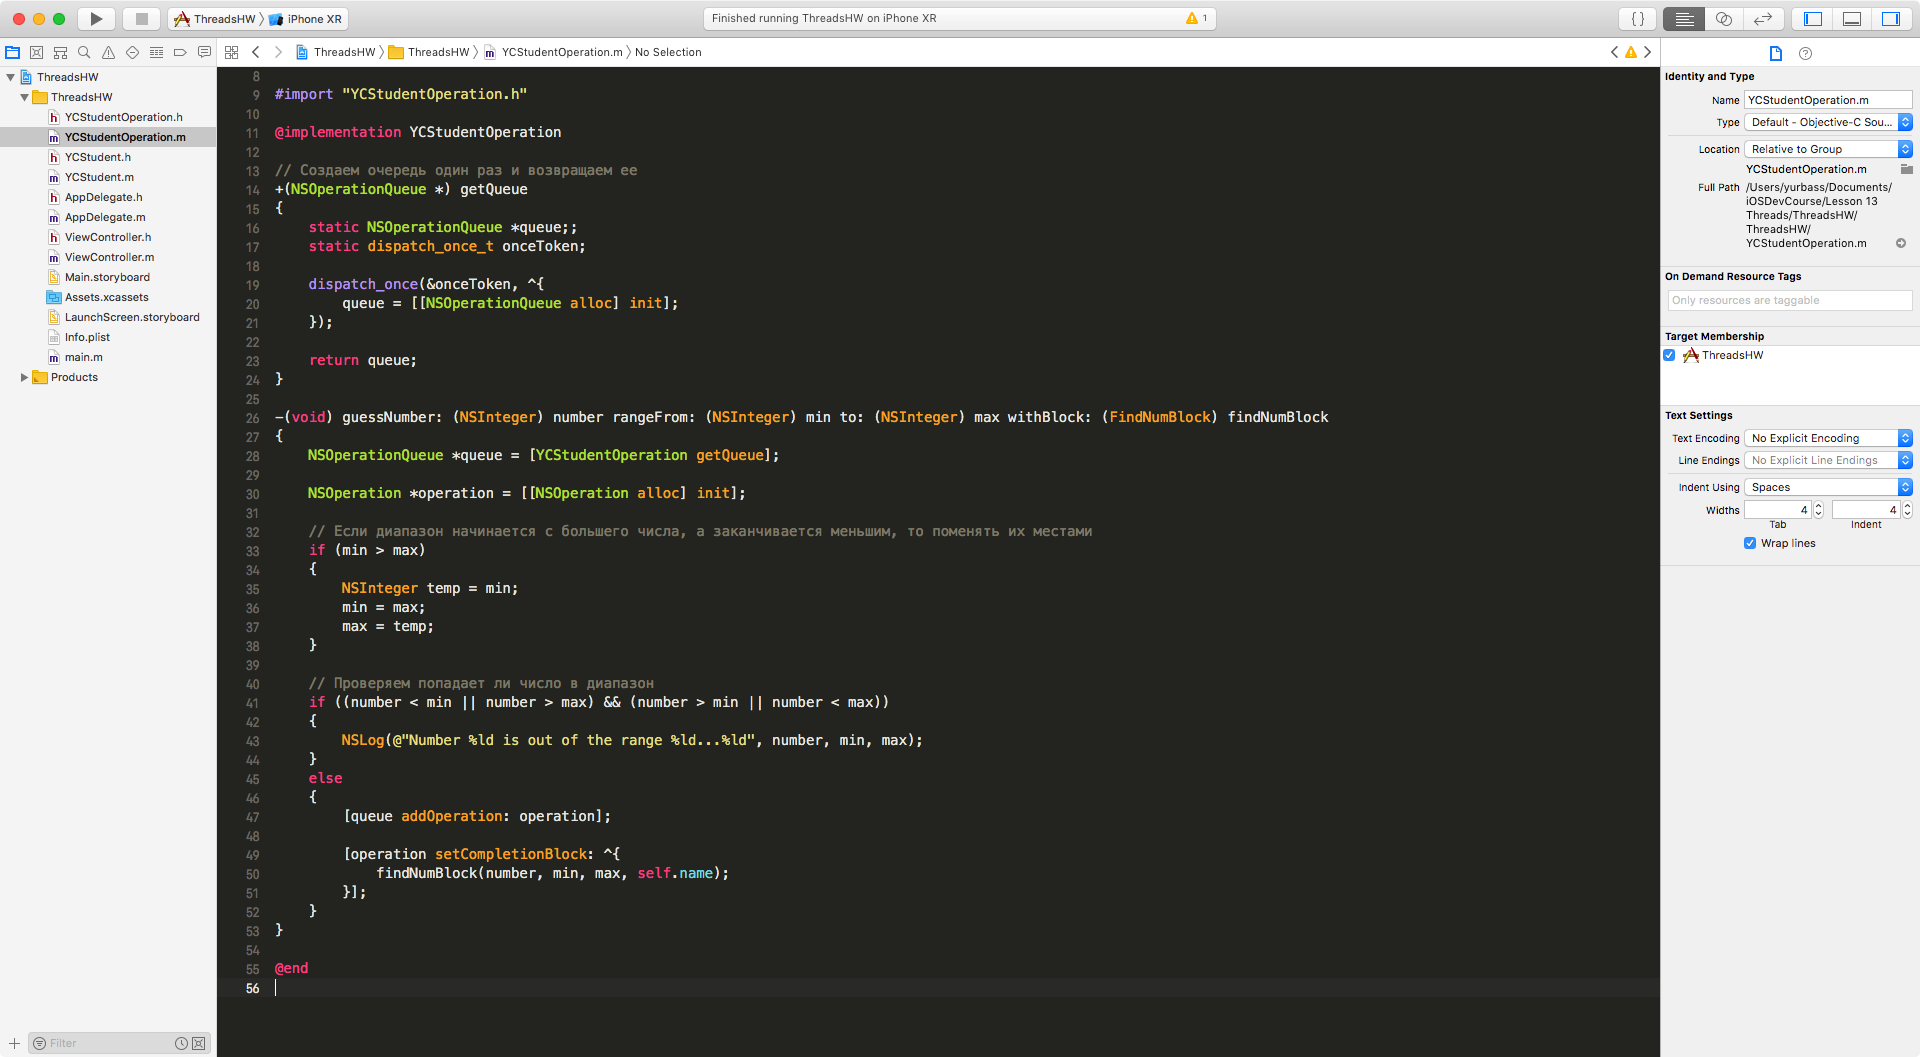 ThreadsHW iPhone XR
Finished running ThreadsHW on iPhone XR
1
{}
ThreadsHW ThreadsHW YCStudentOperation.m No Selection
ThreadsHW
ThreadsHW
YCStudentOperation.h
YCStudentOperation.m
YCStudent.h
YCStudent.m
AppDelegate.h
AppDelegate.m
ViewController.h
ViewController.m
Main.storyboard
Assets.xcassets
LaunchScreen.storyboard
Info.plist
main.m
Products
Filter
8
9 #import "YCStudentOperation.h"
10
11 @implementation YCStudentOperation
12
13 // Создаем очередь один раз и возвращаем ее
14 +(NSOperationQueue *) getQueue
15 {
16     static NSOperationQueue *queue;;
17     static dispatch_once_t onceToken;
18
19     dispatch_once(&onceToken, ^{
20         queue = [[NSOperationQueue alloc] init];
21     });
22
23     return queue;
24 }
25
26 -(void) guessNumber: (NSInteger) number rangeFrom: (NSInteger) min to: (NSInteger) max withBlock: (FindNumBlock) findNumBlock
27 {
28     NSOperationQueue *queue = [YCStudentOperation getQueue];
29
30     NSOperation *operation = [[NSOperation alloc] init];
31
32     // Если диапазон начинается с большего числа, а заканчивается меньшим, то поменять их местами
33     if (min > max)
34     {
35         NSInteger temp = min;
36         min = max;
37         max = temp;
38     }
39
40     // Проверяем попадает ли число в диапазон
41     if ((number < min || number > max) && (number > min || number < max))
42     {
43         NSLog(@"Number %ld is out of the range %ld...%ld", number, min, max);
44     }
45     else
46     {
47         [queue addOperation: operation];
48
49         [operation setCompletionBlock: ^{
50             findNumBlock(number, min, max, self.name);
51         }];
52     }
53 }
54
55 @end
56
Identity and Type
Name YCStudentOperation.m
Type Default - Objective-C Sou...
Location Relative to Group
YCStudentOperation.m
Full Path /Users/yurbass/Documents/
iOSDevCourse/Lesson 13
Threads/ThreadsHW/
ThreadsHW/
YCStudentOperation.m
On Demand Resource Tags
Only resources are taggable
Target Membership
ThreadsHW
Text Settings
Text Encoding No Explicit Encoding
Line Endings No Explicit Line Endings
Indent Using Spaces
Widths 4 4
Tab Indent
Wrap lines